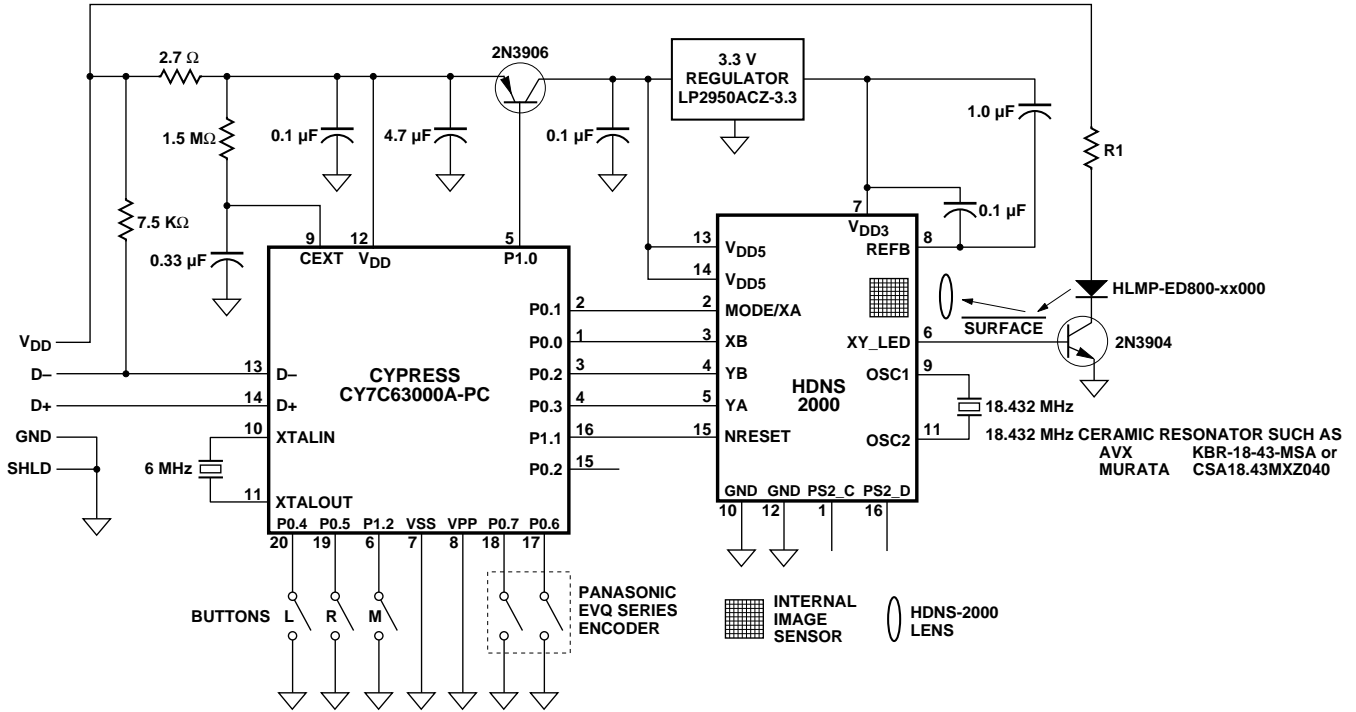 2.7 Ω
2N3906
3.3 V
REGULATOR
LP2950ACZ-3.3
1.5 MΩ
0.1 µF
4.7 µF
0.1 µF
1.0 µF
R1
7.5 KΩ
0.33 µF
0.1 µF
9
CEXT
12
VDD
5
P1.0
7
VDD3
13
VDD5
14
VDD5
REFB
8
HLMP-ED800-xx000
SURFACE
2N3904
P0.1
2
2
MODE/XA
P0.0
1
3
XB
XY_LED
6
P0.2
3
4
YB
P0.3
4
5
YA
P1.1
16
15
NRESET
P0.2
15
OSC1
9
OSC2
11
18.432 MHz
18.432 MHz CERAMIC RESONATOR SUCH AS
AVX KBR-18-43-MSA or
MURATA CSA18.43MXZ040
CYPRESS
CY7C63000A-PC
HDNS
2000
VDD
D–
13
D–
D+
14
D+
GND
SHLD
10
XTALIN
6 MHz
11
XTALOUT
P0.4
20
P0.5
19
P1.2
6
VSS
7
VPP
8
P0.7
18
P0.6
17
GND
10
GND
12
PS2_C
1
PS2_D
16
BUTTONS L R M
PANASONIC
EVQ SERIES
ENCODER
INTERNAL
IMAGE
SENSOR
HDNS-2000
LENS